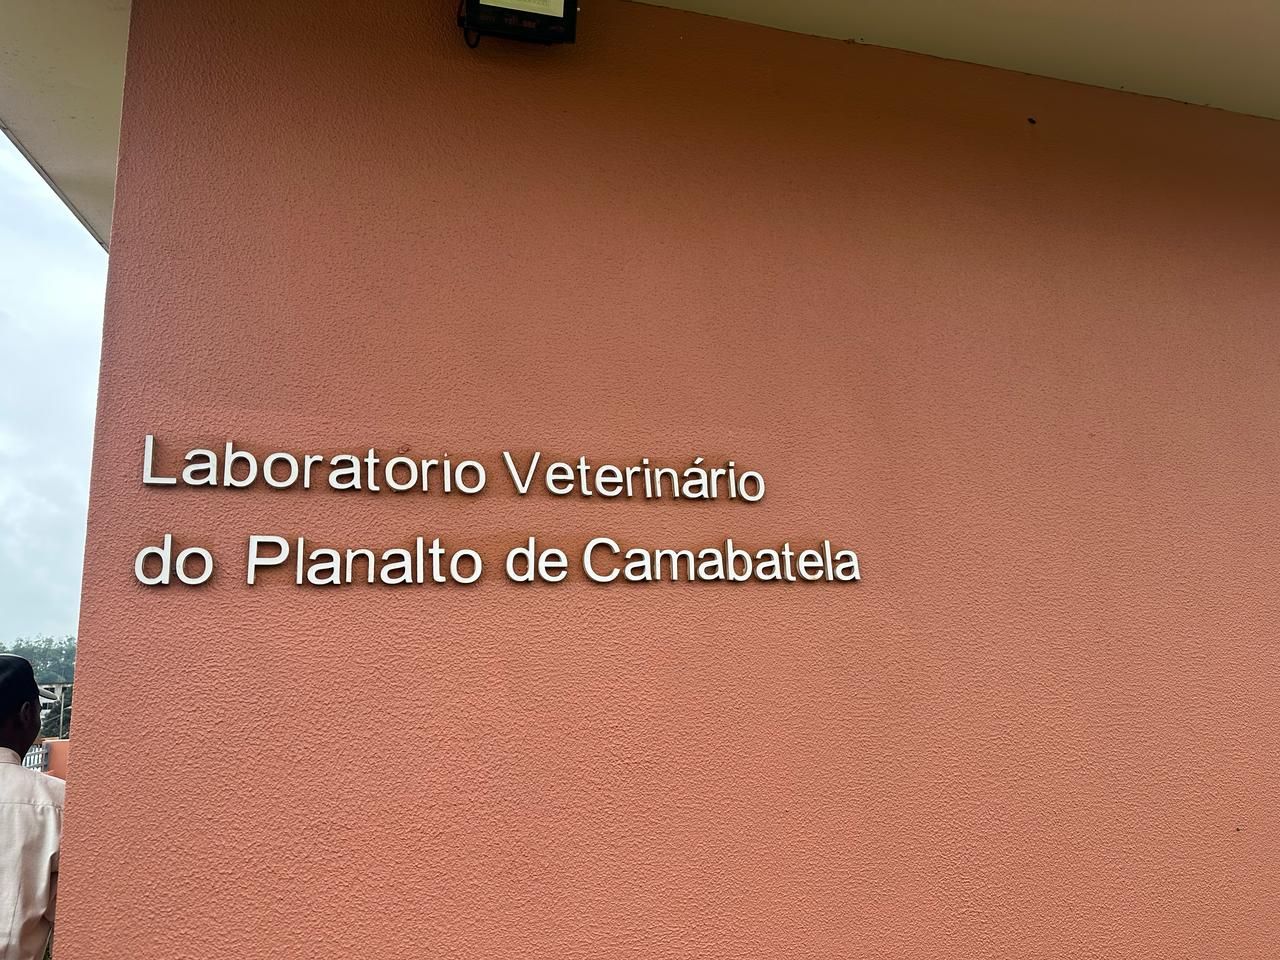 Laboratório Veterinário
do Planalto de Camabatela